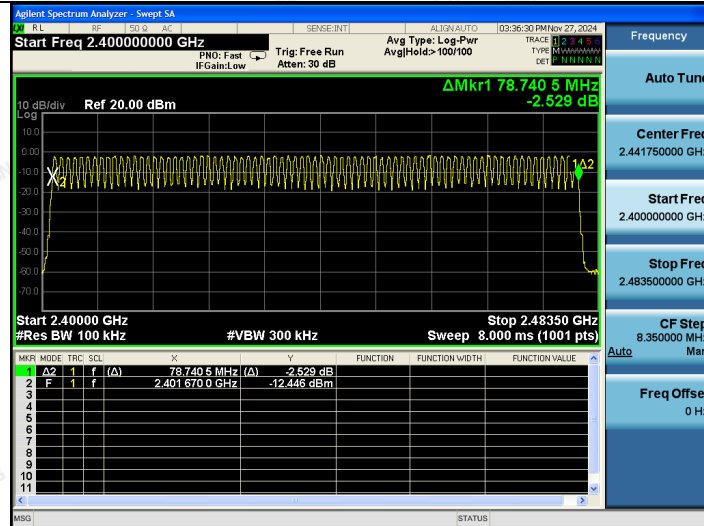 Agilent Spectrum Analyzer - Swept SA
LXI RL RF 50 Ω AC SENSE:INT ALIGN AUTO 03:36:30 PM Nov 27, 2024
Start Freq 2.400000000 GHz
PNO: Fast
IFGain:Low
Trig: Free Run
Atten: 30 dB
Avg Type: Log-Pwr
Avg|Hold:>100/100
TRACE 1 2 3 4 5 6
TYPE M WWWWW
DET P N N N N N
ΔMkr1 78.740 5 MHz
-2.529 dB
10 dB/div Ref 20.00 dBm
Log
10.0
0.00
-10.0
-20.0
-30.0
-40.0
-50.0
-60.0
-70.0
X2
1Δ2
Start 2.40000 GHz Stop 2.48350 GHz
#Res BW 100 kHz #VBW 300 kHz Sweep 8.000 ms (1001 pts)
MKR MODE TRC SCL X Y FUNCTION FUNCTION WIDTH FUNCTION VALUE
1 Δ2 1 f (Δ) 78.740 5 MHz (Δ) -2.529 dB
2 F 1 f 2.401 670 0 GHz -12.446 dBm
3
4
5
6
7
8
9
10
11
MSG STATUS
Frequency
Auto Tune
Center Freq
2.441750000 GHz
Start Freq
2.400000000 GHz
Stop Freq
2.483500000 GHz
CF Step
8.350000 MHz
Auto Man
Freq Offset
0 Hz